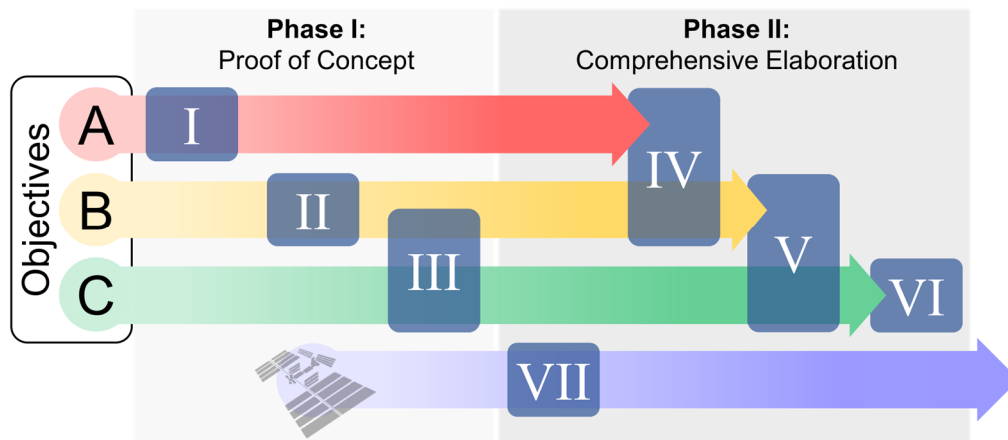 Phase I:
Proof of Concept
Phase II:
Comprehensive Elaboration
Objectives
A
I
IV
B
II
III
V
C
VI
VII